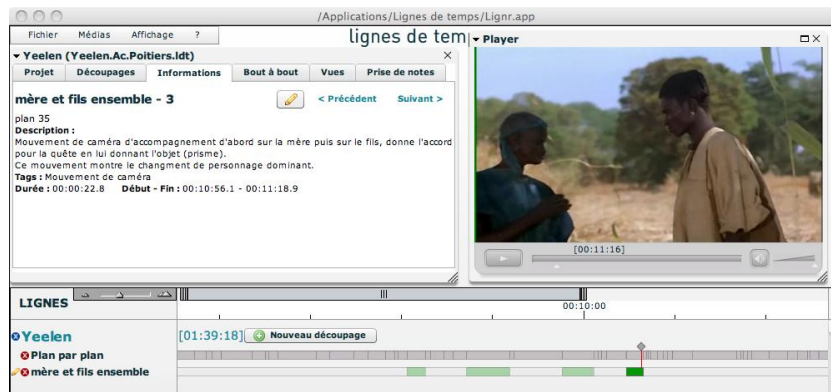 /Applications/Lignes de temps/Lignr.app
Fichier Médias Affichage ?
lignes de tem
Yeelen (Yeelen.Ac.Poitiers.ldt)
Projet Découpages Informations Bout à bout Vues Prise de notes
mère et fils ensemble - 3
< Précédent Suivant >
plan 35
Description :
Mouvement de caméra d'accompagnement d'abord sur la mère puis sur le fils, donne l'accord
pour la quête en lui donnant l'objet (prisme).
Ce mouvement montre le changment de personnage dominant.
Tags : Mouvement de caméra
Durée : 00:00:22.8 Début - Fin : 00:10:56.1 - 00:11:18.9
Player
[00:11:16]
LIGNES
00:10:00
Yeelen
[01:39:18] Nouveau découpage
Plan par plan
mère et fils ensemble